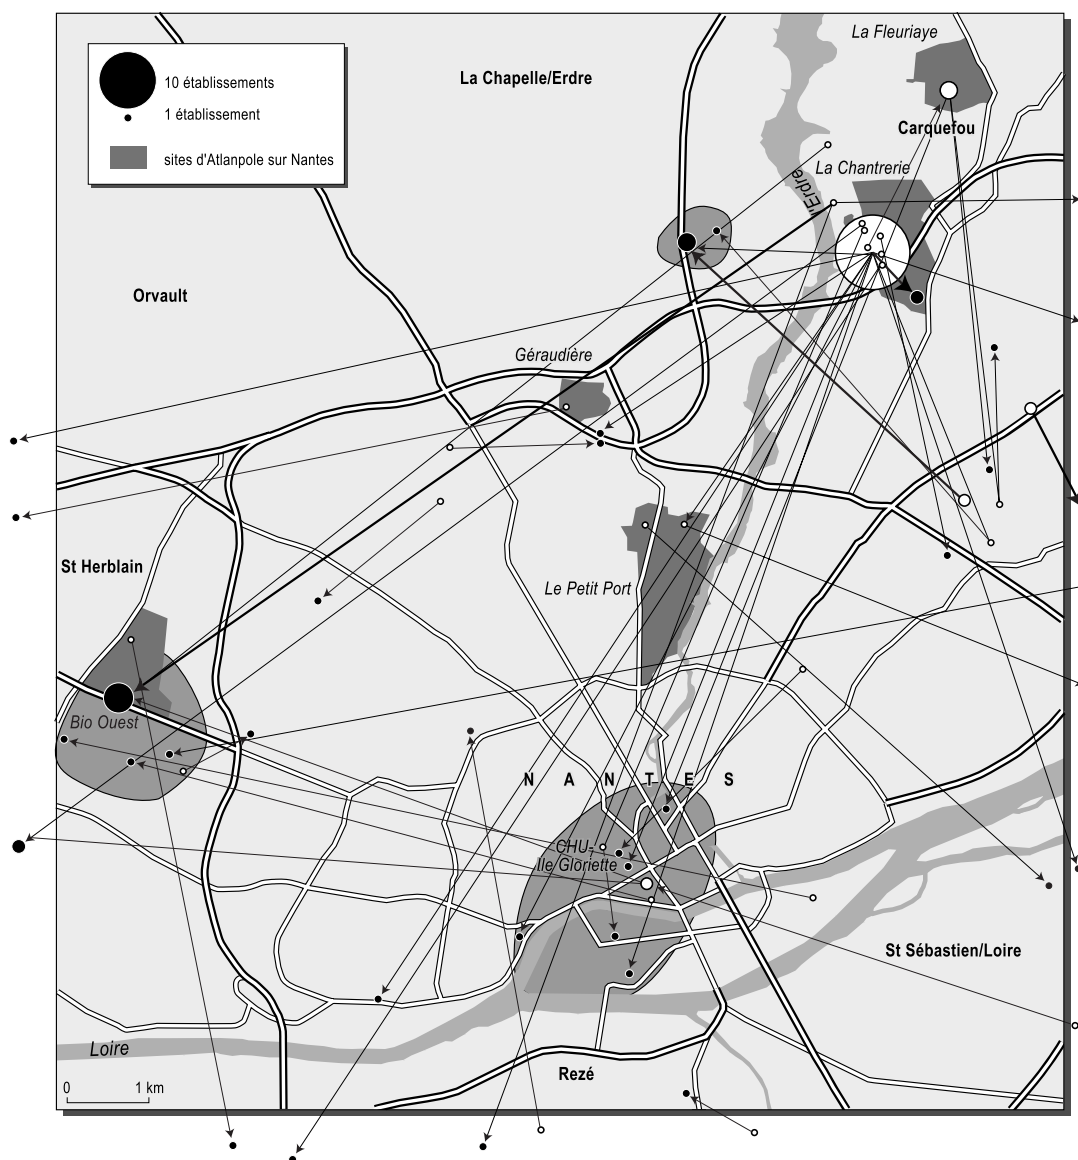 La Fleuriaye
La Chapelle/Erdre
10 établissements
1 établissement
Carquefou
sites d'Atlanpole sur Nantes
La Chantrerie
l'Erdre
Orvault
Géraudière
St Herblain
Le Petit Port
Bio Ouest
N A N T E S
CHU-
Ile Gloriette
St Sébastien/Loire
Loire
Rezé
0 1 km